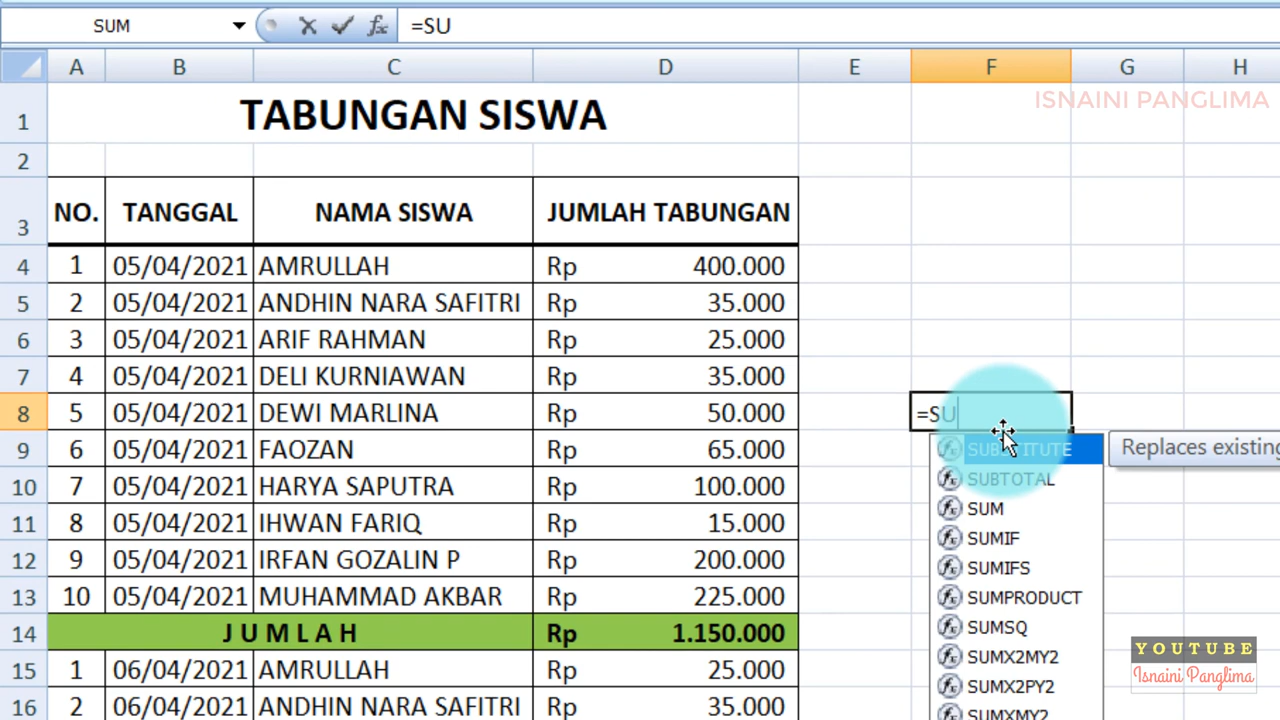 SUM =SU
A B C D E F G H
ISNAINI PANGLIMA
1 TABUNGAN SISWA
2
3 NO. TANGGAL NAMA SISWA JUMLAH TABUNGAN
4 1 05/04/2021 AMRULLAH Rp 400.000
5 2 05/04/2021 ANDHIN NARA SAFITRI Rp 35.000
6 3 05/04/2021 ARIF RAHMAN Rp 25.000
7 4 05/04/2021 DELI KURNIAWAN Rp 35.000
8 5 05/04/2021 DEWI MARLINA Rp 50.000 =SU
9 6 05/04/2021 FAOZAN Rp 65.000
10 7 05/04/2021 HARYA SAPUTRA Rp 100.000
11 8 05/04/2021 IHWAN FARIQ Rp 15.000
12 9 05/04/2021 IRFAN GOZALIN P Rp 200.000
13 10 05/04/2021 MUHAMMAD AKBAR Rp 225.000
14 J U M L A H Rp 1.150.000
15 1 06/04/2021 AMRULLAH Rp 25.000
16 2 06/04/2021 ANDHIN NARA SAFITRI Rp 35.000
SUBSTITUTE Replaces existing
SUBTOTAL
SUM
SUMIF
SUMIFS
SUMPRODUCT
SUMSQ
SUMX2MY2
SUMX2PY2
SUMXMY2
YOUTUBE
Isnaini Panglima